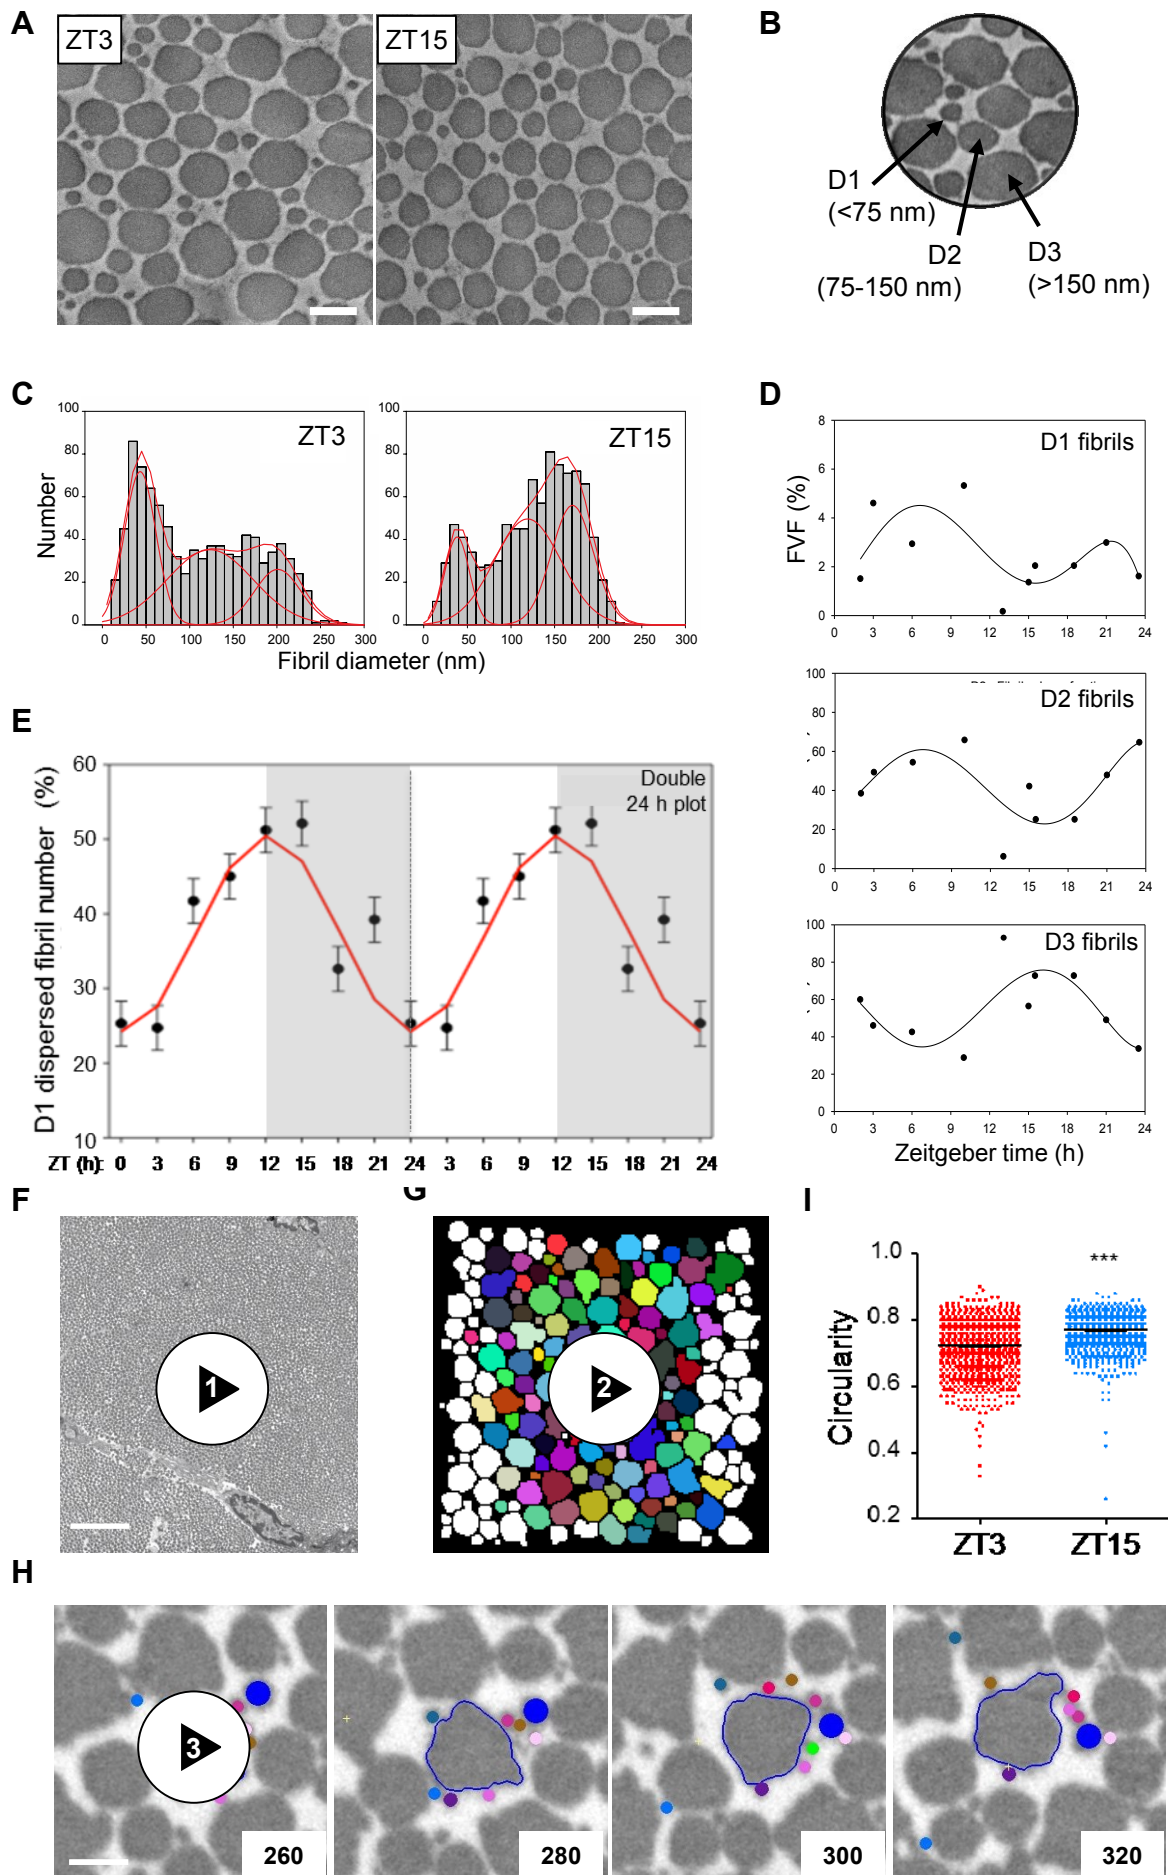 A
ZT3
ZT15
B
D1
(<75 nm)
D2
(75-150 nm)
D3
(>150 nm)
C
Number
100
80
60
40
20
0
ZT3
0 50 100 150 200 250 300
100
80
60
40
20
0
ZT15
0 50 100 150 200 250 300
Fibril diameter (nm)
D
FVF (%)
8
6
4
2
0
D1 fibrils
0 3 6 9 12 15 18 21 24
100
80
60
40
20
0
D2 fibrils
0 3 6 9 12 15 18 21 24
100
80
60
40
20
0
D3 fibrils
0 3 6 9 12 15 18 21 24
Zeitgeber time (h)
E
D1 dispersed fibril number (%)
60
50
40
30
20
10
Double
24 h plot
ZT (h): 0 3 6 9 12 15 18 21 24 3 6 9 12 15 18 21 24
F
1
G
2
I
Circularity
1.0
0.8
0.6
0.4
0.2
***
ZT3 ZT15
H
3
260
280
300
320